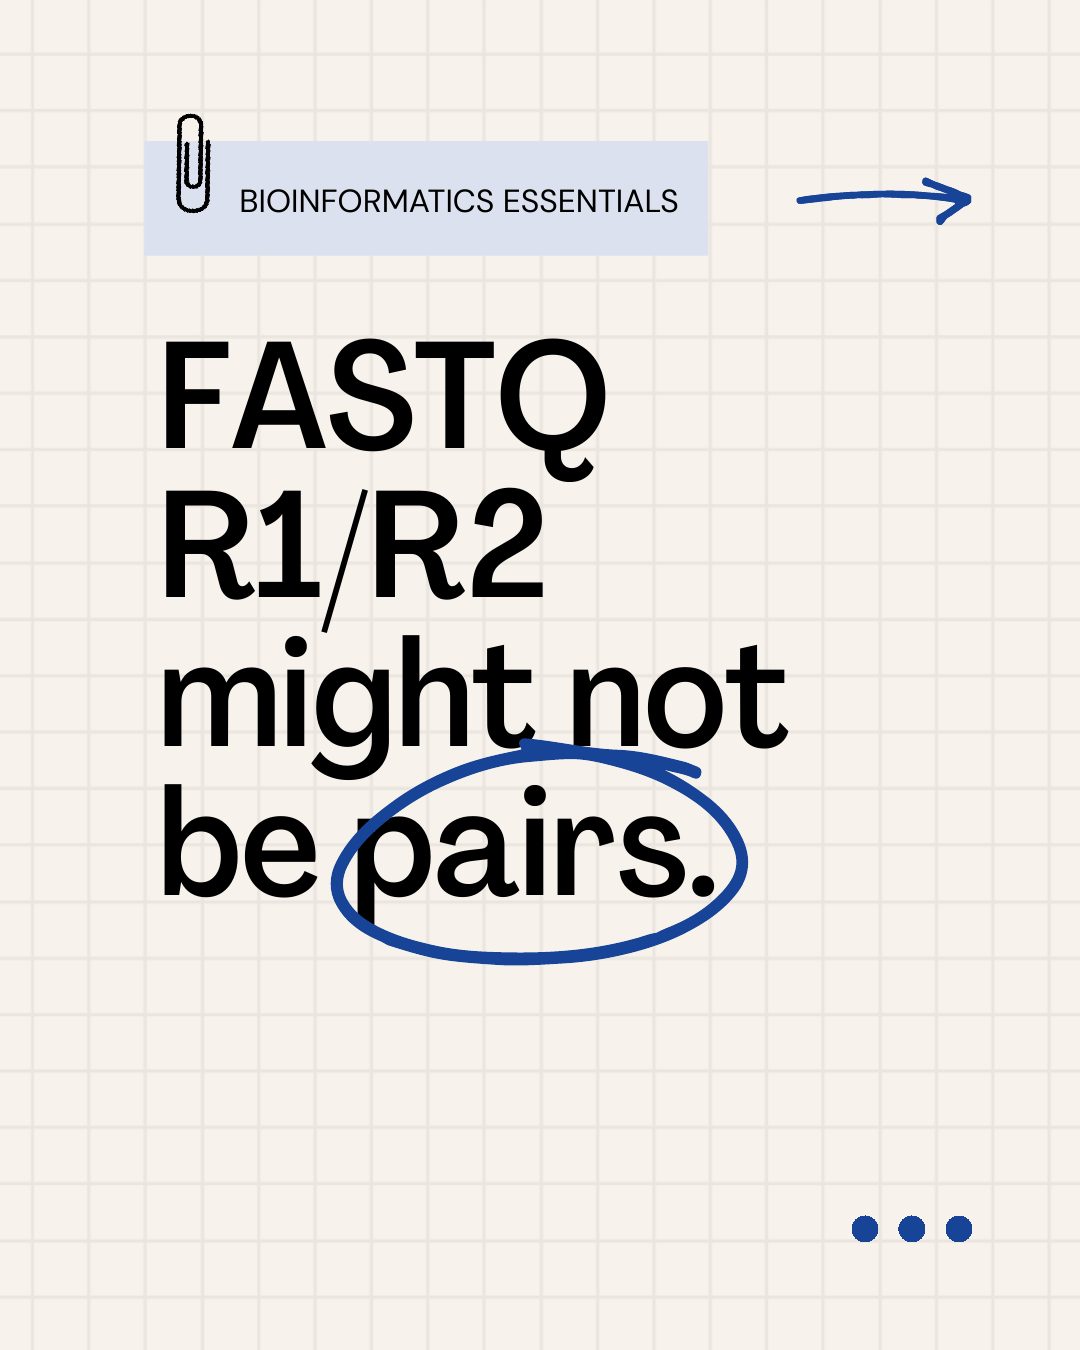 BIOINFORMATICS ESSENTIALS
FASTQ
R1/R2
might not
be pairs.